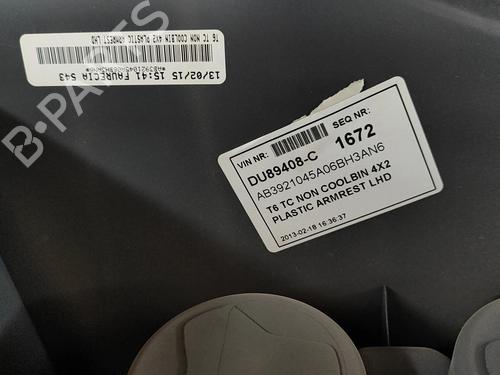 T6 TC NON COOLBIN 4X2 PLASTIC ARMREST LHD
*AB3921045A06BH3AN6*
13/02/15 15:41 FAURECIA 543
B-PARTS
VIN NR:
SEQ NR:
DU89408-C 1672
AB3921045A06BH3AN6
T6 TC NON COOLBIN 4X2
PLASTIC ARMREST LHD
2013-02-18 16:36:37